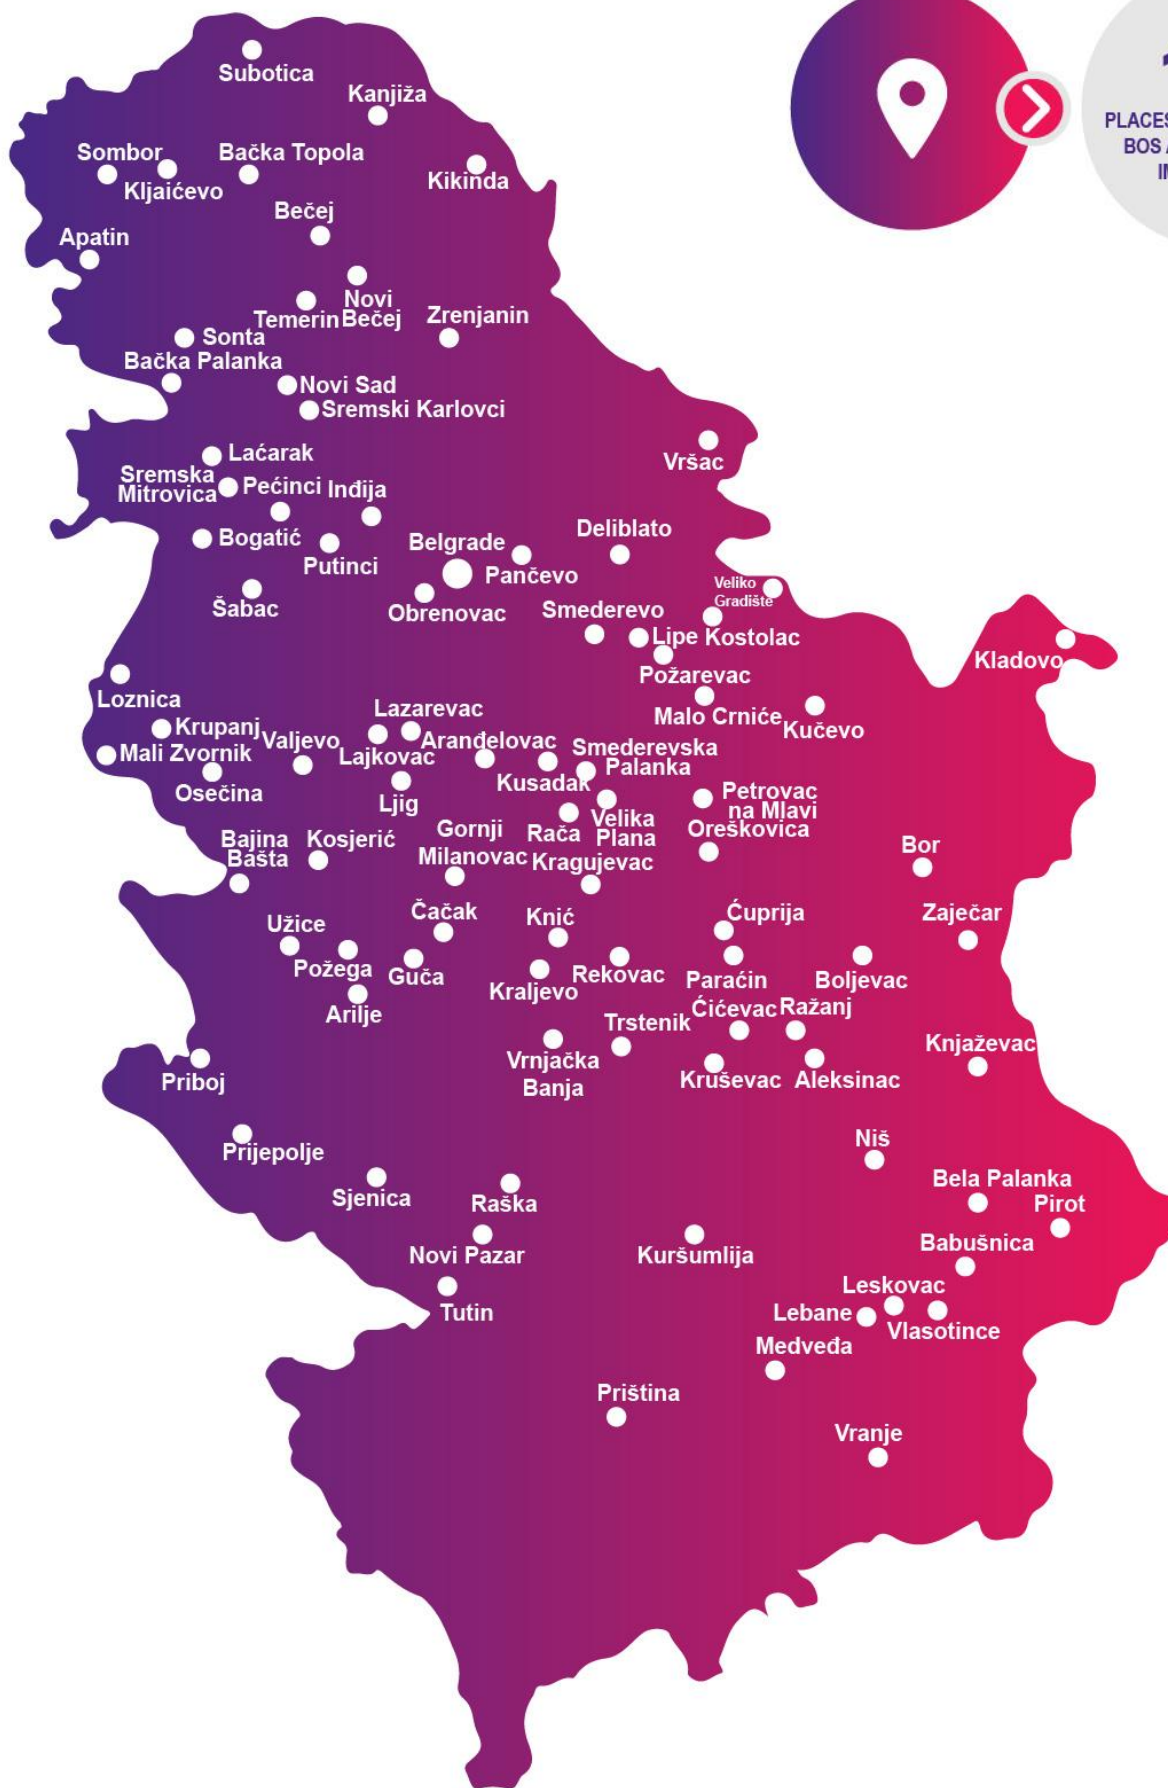 Subotica
Kanjiža
Sombor
Bačka Topola
Kljaićevo
Kikinda
Bečej
Apatin
Novi
Bečej
Temerin
Zrenjanin
Sonta
Bačka Palanka
Novi Sad
Sremski Karlovci
Vršac
Laćarak
Sremska
Mitrovica
Pećinci
Inđija
Bogatić
Putinci
Belgrade
Pančevo
Deliblato
Šabac
Obrenovac
Smederevo
Veliko
Gradište
Lipe
Kostolac
Kladovo
Požarevac
Loznica
Malo Crniće
Kučevo
Lazarevac
Krupanj
Valjevo
Lajkovac
Aranđelovac
Smederevska
Palanka
Mali Zvornik
Osečina
Ljig
Kusadak
Petrovac
na Mlavi
Velika
Plana
Rača
Oreškovica
Bajina
Bašta
Kosjerić
Gornji
Milanovac
Kragujevac
Bor
Užice
Čačak
Knić
Ćuprija
Zaječar
Požega
Guča
Kraljevo
Rekovac
Paraćin
Boljevac
Arilje
Trstenik
Ćićevac
Ražanj
Vrnjačka
Banja
Kruševac
Aleksinac
Knjaževac
Priboj
Prijepolje
Niš
Sjenica
Raška
Bela Palanka
Pirot
Novi Pazar
Kuršumlija
Babušnica
Tutin
Leskovac
Lebane
Vlasotince
Medveđa
Priština
Vranje
PLACES
BOS